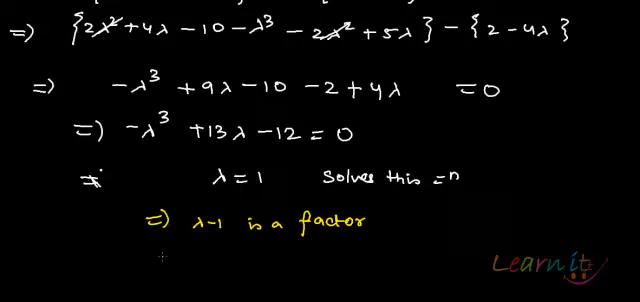 =) {2λ² + 4λ - 10 - λ³ - 2λ² + 5λ} - {2 - 4λ}
=) -λ³ + 9λ - 10 - 2 + 4λ = 0
=) -λ³ + 13λ - 12 = 0
λ = 1 Solves this =n
=) λ-1 is a factor
Learnit